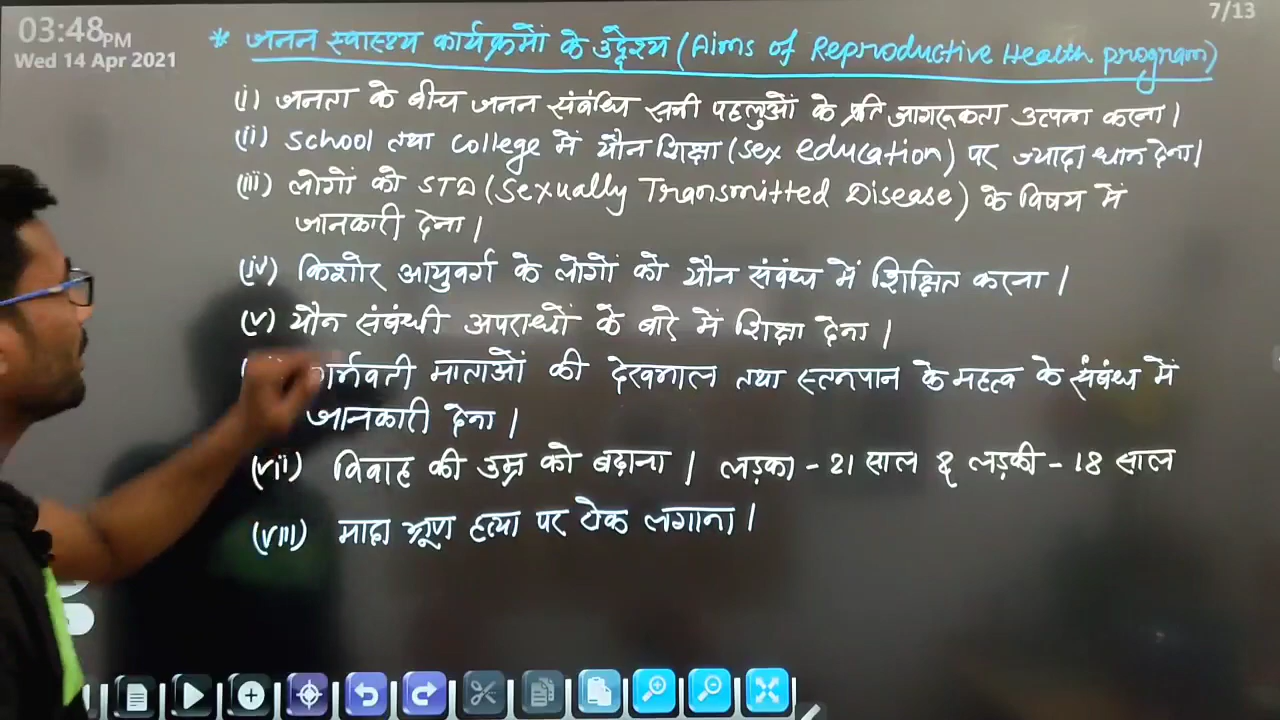 03:48PM
Wed 14 Apr 2021
7/13
* जनन स्वास्थ्य कार्यक्रमों के उद्देश्य (Aims of Reproductive Health program)
(i) जनता के बीच जनन संबंधि सभी पहलुओं के प्रति जागरूकता उत्पन्न करना।
(ii) School तथा College में यौन शिक्षा (sex education) पर ज्यादा ध्यान देना।
(iii) लोगों को STD (Sexually Transmitted Disease) के विषय में
जानकारी देना।
(iv) किशोर आयुवर्ग के लोगों को यौन संबंध में शिक्षित करना।
(v) यौन संबंधी अपराधों के बारे में शिक्षा देना।
गर्भवती माताओं की देखभाल तथा स्तनपान के महत्व के संबंध में
जानकारी देना।
(vii) विवाह की उम्र को बढ़ाना। लड़का - 21 साल & लड़की - 18 साल
(viii) मादा भ्रूण हत्या पर रोक लगाना।